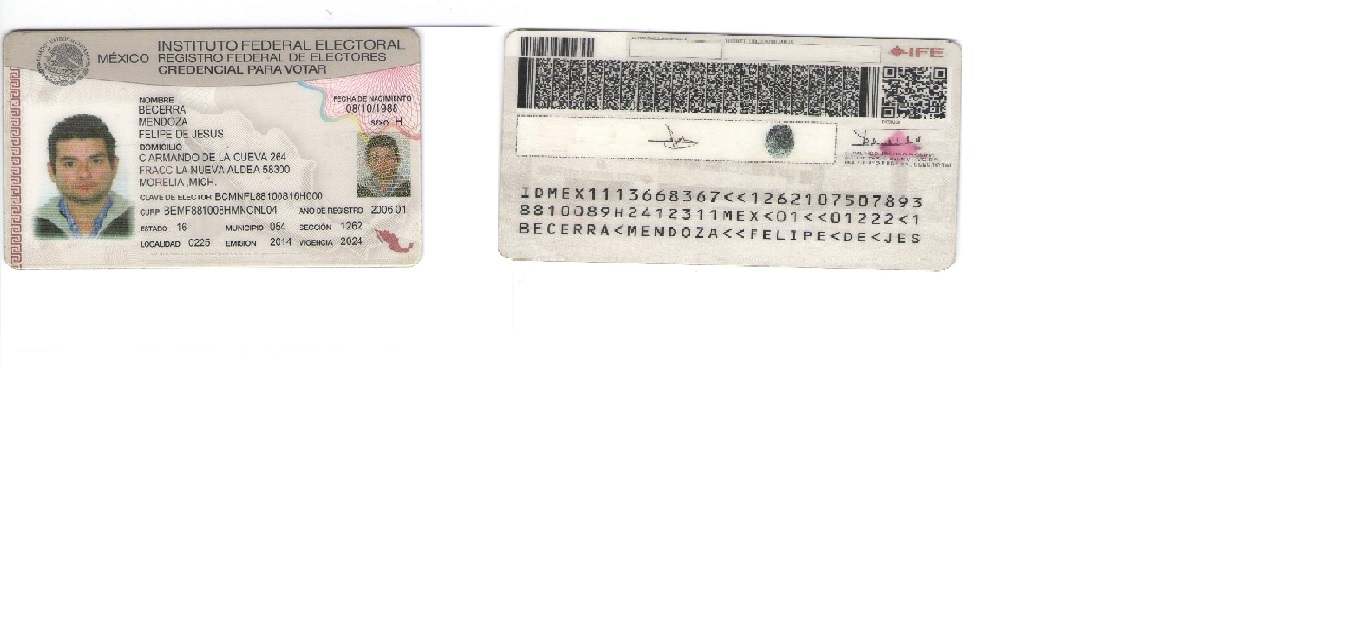 MÉXICO
INSTITUTO FEDERAL ELECTORAL
REGISTRO FEDERAL DE ELECTORES
CREDENCIAL PARA VOTAR
NOMBRE
BECERRA
MENDOZA
FELIPE DE JESUS
FECHA DE NACIMIENTO
08/10/1988
SEXO H
DOMICILIO
C ARMANDO DE LA CUEVA 264
FRACC LA NUEVA ALDEA 58300
MORELIA ,MICH.
CLAVE DE ELECTOR BCMNFL88100816H000
CURP BEMF881008HMNCNL04 AÑO DE REGISTRO 2006 01
ESTADO 16 MUNICIPIO 054 SECCIÓN 1262
LOCALIDAD 0225 EMISIÓN 2014 VIGENCIA 2024
IFE
IDMEX1113668367<<1262107507893
8810089H2412311MEX<01<<01222<1
BECERRA<MENDOZA<<FELIPE<DE<JES